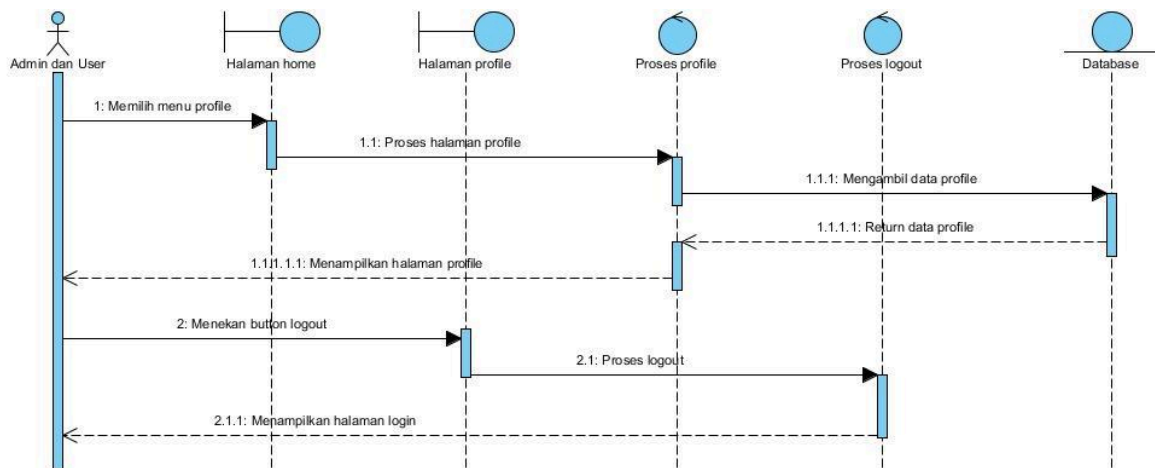 Admin dan User
Halaman home
Halaman profile
Proses profile
Proses logout
Database
1: Memilih menu profile
1.1: Proses halaman profile
1.1.1: Mengambil data profile
1.1.1.1: Return data profile
1.1.1.1.1: Menampilkan halaman profile
2: Menekan button logout
2.1: Proses logout
2.1.1: Menampilkan halaman login